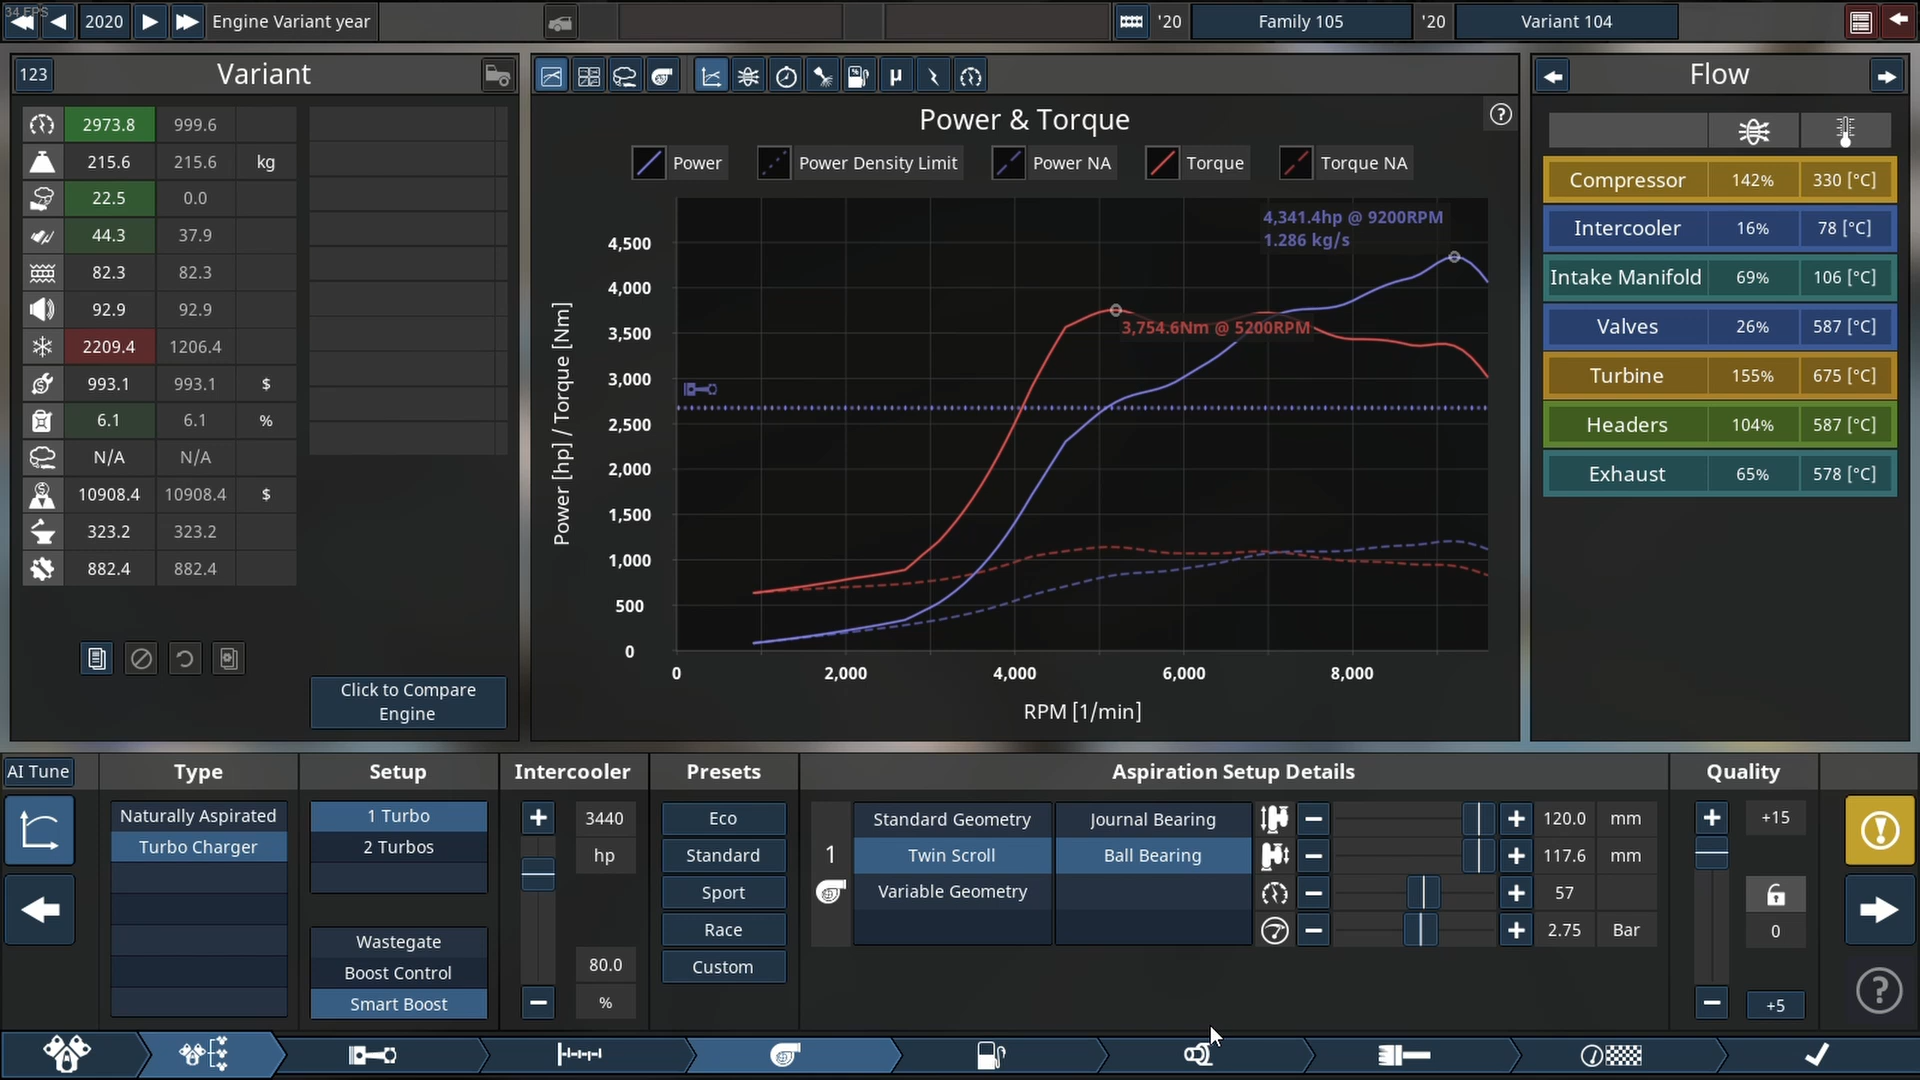 34 FPS
2020
Engine Variant year
'20
Family 105
'20
Variant 104
123
Variant
2973.8 999.6
215.6 215.6 kg
22.5 0.0
44.3 37.9
82.3 82.3
92.9 92.9
2209.4 1206.4
993.1 993.1 $
6.1 6.1 %
N/A N/A
10908.4 10908.4 $
323.2 323.2
882.4 882.4
Click to Compare
Engine
μ
Power & Torque
?
Power
Power Density Limit
Power NA
Torque
Torque NA
4,341.4hp @ 9200RPM
1.286 kg/s
3,754.6Nm @ 5200RPM
Power [hp] / Torque [Nm]
4,500
4,000
3,500
3,000
2,500
2,000
1,500
1,000
500
0
0 2,000 4,000 6,000 8,000
RPM [1/min]
Flow
Compressor 142% 330 [°C]
Intercooler 16% 78 [°C]
Intake Manifold 69% 106 [°C]
Valves 26% 587 [°C]
Turbine 155% 675 [°C]
Headers 104% 587 [°C]
Exhaust 65% 578 [°C]
AI Tune
Type
Naturally Aspirated
Turbo Charger
Setup
1 Turbo
2 Turbos
Wastegate
Boost Control
Smart Boost
Intercooler
3440
hp
80.0
%
Presets
Eco
Standard
Sport
Race
Custom
Aspiration Setup Details
1
Standard Geometry
Twin Scroll
Variable Geometry
Journal Bearing
Ball Bearing
120.0 mm
117.6 mm
57
2.75 Bar
Quality
+15
0
+5
?